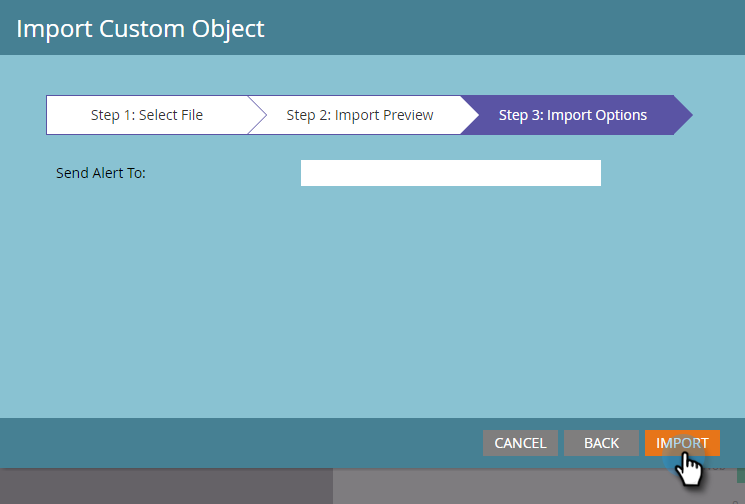 Import Custom Object
Step 1: Select File
Step 2: Import Preview
Step 3: Import Options
Send Alert To:
CANCEL
BACK
IMPORT